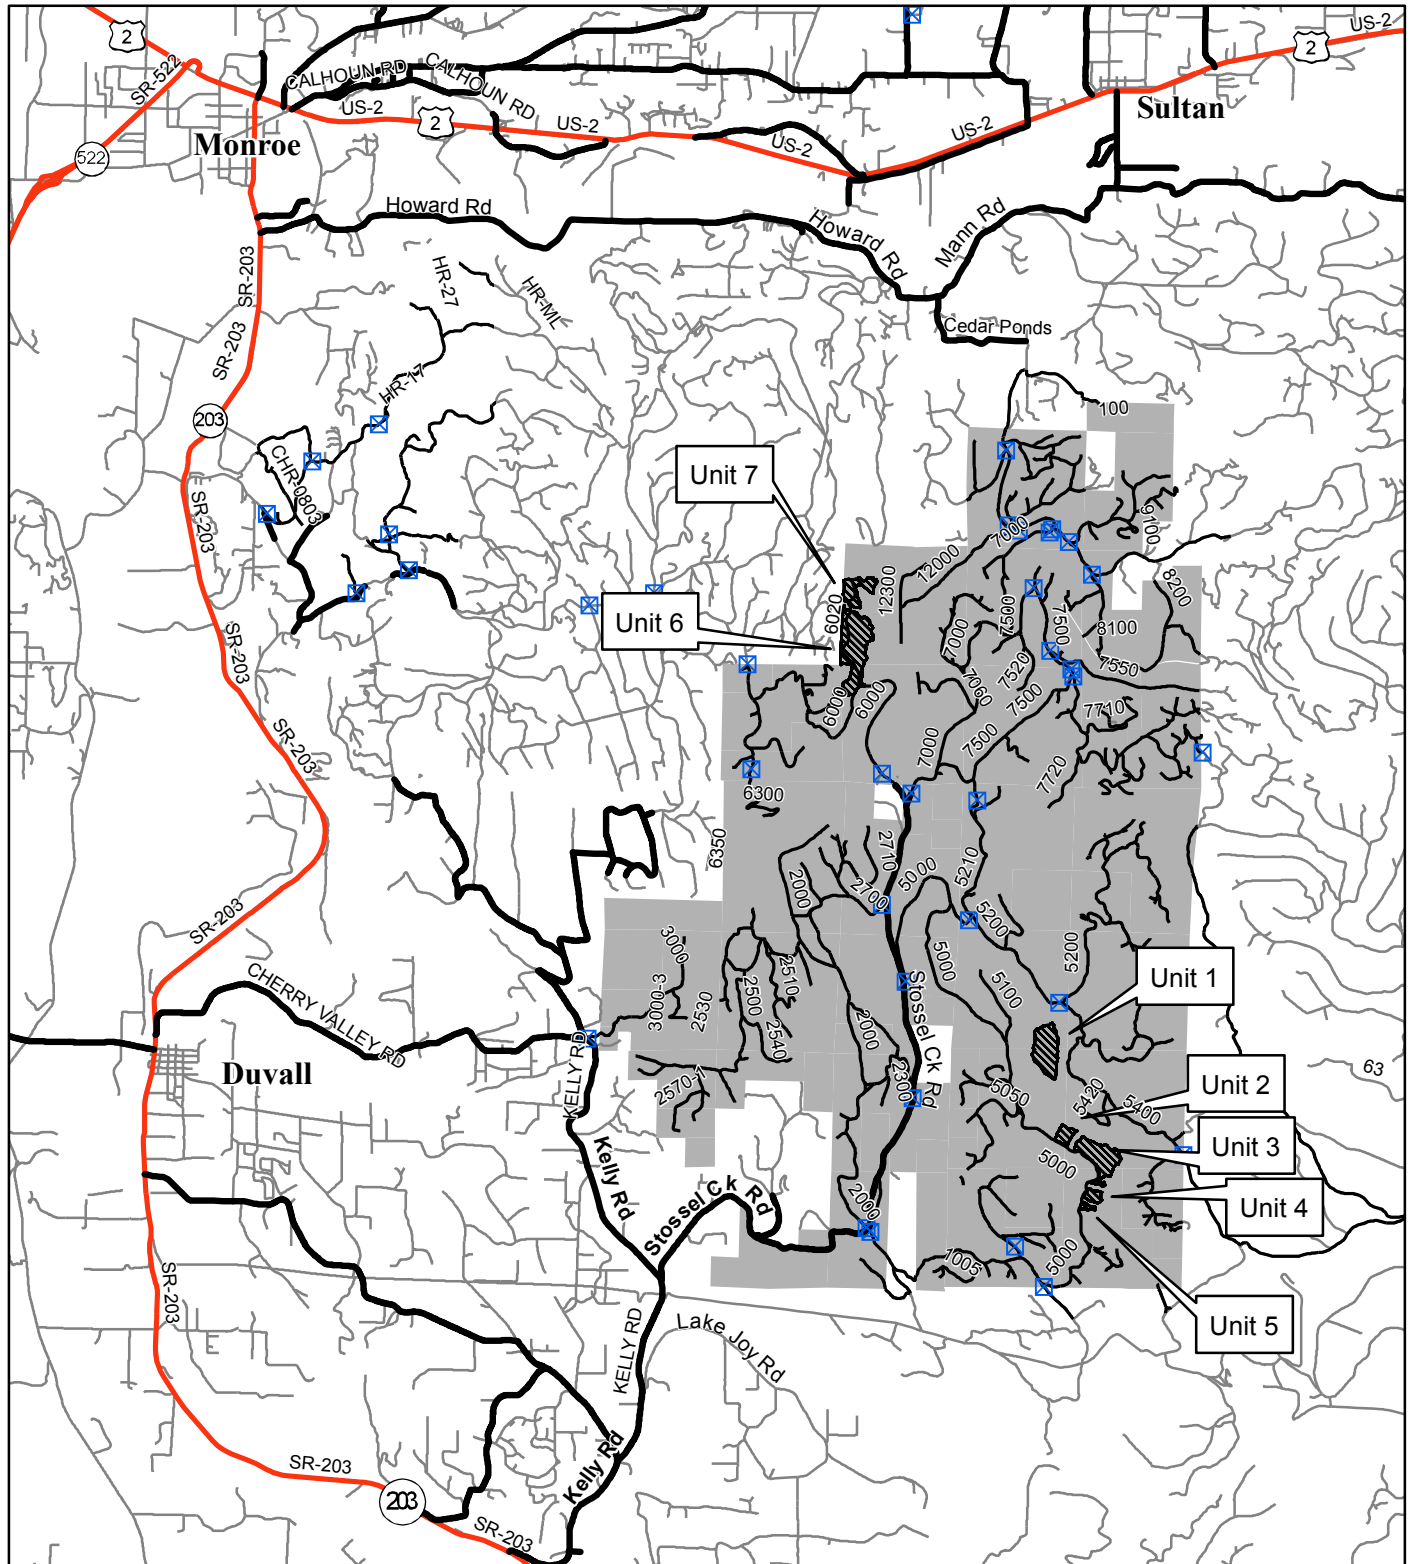 2
US-2
2
SR-522
CALHOUN RD
CALHOUN RD
US-2
2
US-2
US-2
US-2
Sultan
Monroe
522
Howard Rd
Howard Rd
Mann Rd
SR-203
HR-27
HR-ML
Cedar Ponds
SR-203
HR-17
100
203
CHR-0803
Unit 7
SR-203
7000
9100
12000
12300
6020
7500
7500
8200
Unit 6
7000
8100
SR-203
7520
7550
7060
6000
6000
7500
7710
SR-203
7000
7500
7720
6300
6350
2710
5000
5210
2000
2700
SR-203
5200
3000
5000
5200
2510
CHERRY VALLEY RD
3000-3
2530
2500
5100
Unit 1
Stossel Ck Rd
2540
2000
Duvall
KELLY RD
2570-1
2300
5050
5420
5400
63
Unit 2
Unit 3
Kelly Rd
5000
Stossel Ck Rd
2000
Unit 4
1005
5000
SR-203
Unit 5
KELLY RD
Lake Joy Rd
SR-203
Kelly Rd
203
SR-203